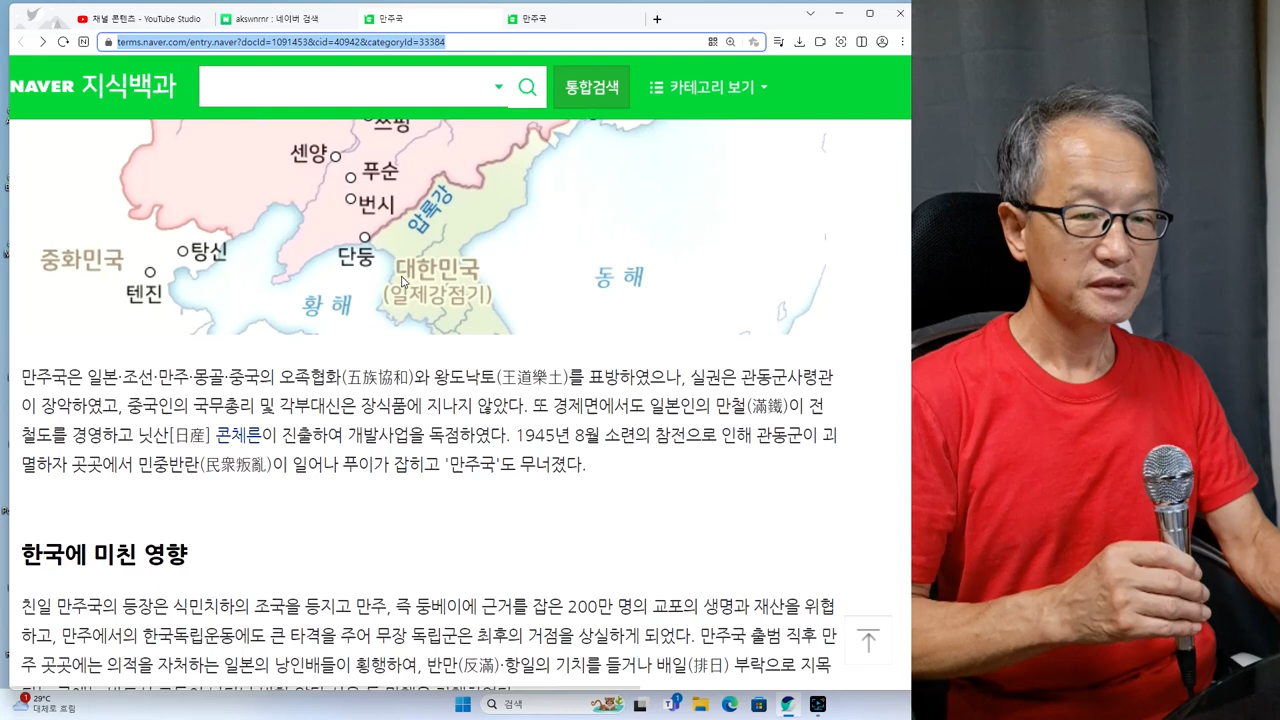 채널 콘텐츠 - YouTube Studio
akswnrnr : 네이버 검색
만주국
만주국
terms.naver.com/entry.naver?docId=1091453&cid=40942&categoryId=33384
NAVER 지식백과
통합검색
카테고리 보기
쓰핑
센양
푸순
번시
압록강
중화민국
탕신
단둥
텐진
대한민국
(일제강점기)
황해
동해
만주국은 일본·조선·만주·몽골·중국의 오족협화(五族協和)와 왕도낙토(王道樂土)를 표방하였으나, 실권은 관동군사령관
이 장악하였고, 중국인의 국무총리 및 각부대신은 장식품에 지나지 않았다. 또 경제면에서도 일본인의 만철(滿鐵)이 전
철도를 경영하고 닛산[日産] 콘체른이 진출하여 개발사업을 독점하였다. 1945년 8월 소련의 참전으로 인해 관동군이 괴
멸하자 곳곳에서 민중반란(民衆叛亂)이 일어나 푸이가 잡히고 '만주국'도 무너졌다.
한국에 미친 영향
친일 만주국의 등장은 식민치하의 조국을 등지고 만주, 즉 둥베이에 근거를 잡은 200만 명의 교포의 생명과 재산을 위협
하고, 만주에서의 한국독립운동에도 큰 타격을 주어 무장 독립군은 최후의 거점을 상실하게 되었다. 만주국 출범 직후 만
주 곳곳에는 의적을 자처하는 일본의 낭인배들이 횡행하여, 반만(反滿)·항일의 기치를 들거나 배일(排日) 부락으로 지목
1
29°C
대체로 흐림
검색
1